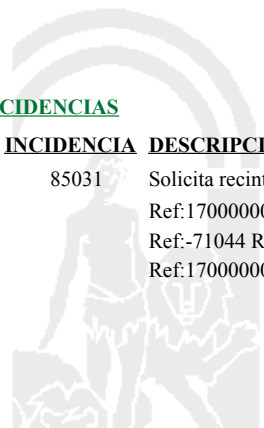 CIDENCIAS
INCIDENCIA DESCRIPCI
85031 Solicita recint
Ref:17000000
Ref:-71044 R
Ref:17000000